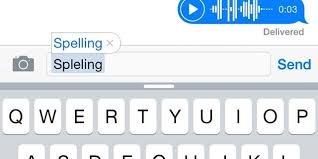 0:03
Delivered
Spelling ×
Spleling Send
Q W E R T Y U I O P
A S D F G H J K L